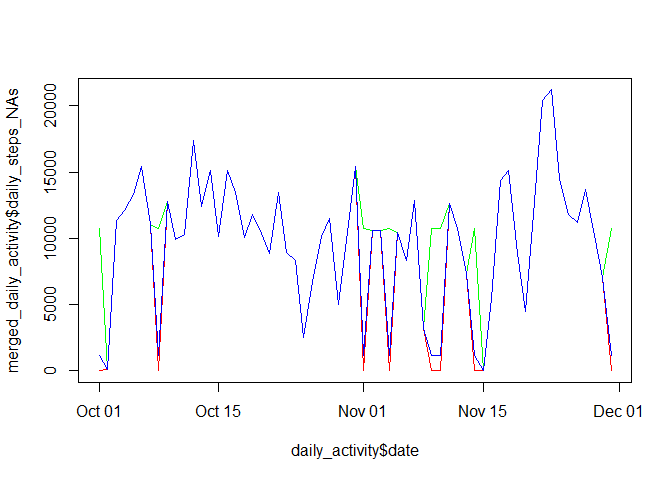 merged_daily_activity$daily_steps_NAs
20000
15000
10000
5000
0
Oct 01 Oct 15 Nov 01 Nov 15 Dec 01
daily_activity$date